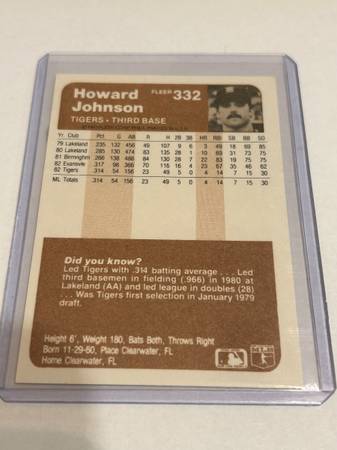 Howard FLEER 332
Johnson
TIGERS • THIRD BASE
Yr. Club Pct. G AB R H 2B 3B HR RBI SB BB SO
79 Lakeland .235 132 456 49 107 9 6 3 49 18 69 85
80 Lakeland .285 130 474 83 135 28 1 10 69 31 73 75
81 Birmnghm .266 138 488 84 130 28 7 22 83 19 75 75
82 Evansvle .317 98 366 70 116 16 4 23 67 35 46 62
82 Tigers .314 54 156 23 49 5 0 4 14 7 15 30
ML Totals .314 54 156 23 49 5 0 4 14 7 15 30
Did you know?
Led Tigers with .314 batting average . . . Led
third basemen in fielding (.966) in 1980 at
Lakeland (AA) and led league in doubles (28)
. . . Was Tigers first selection in January 1979
draft.
Height 6', Weight 180, Bats Both, Throws Right
Born 11-29-60, Place Clearwater, FL
Home Clearwater, FL